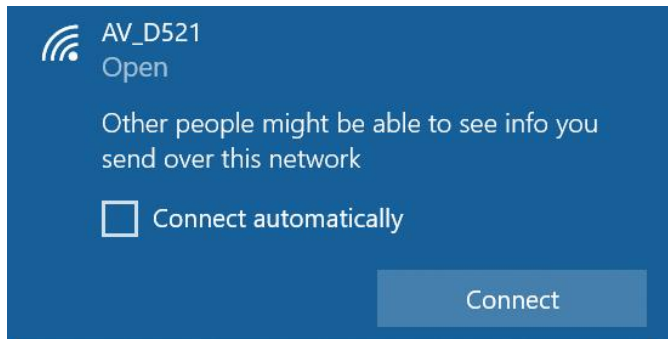 AV_D521
Open
Other people might be able to see info you
send over this network
Connect automatically
Connect